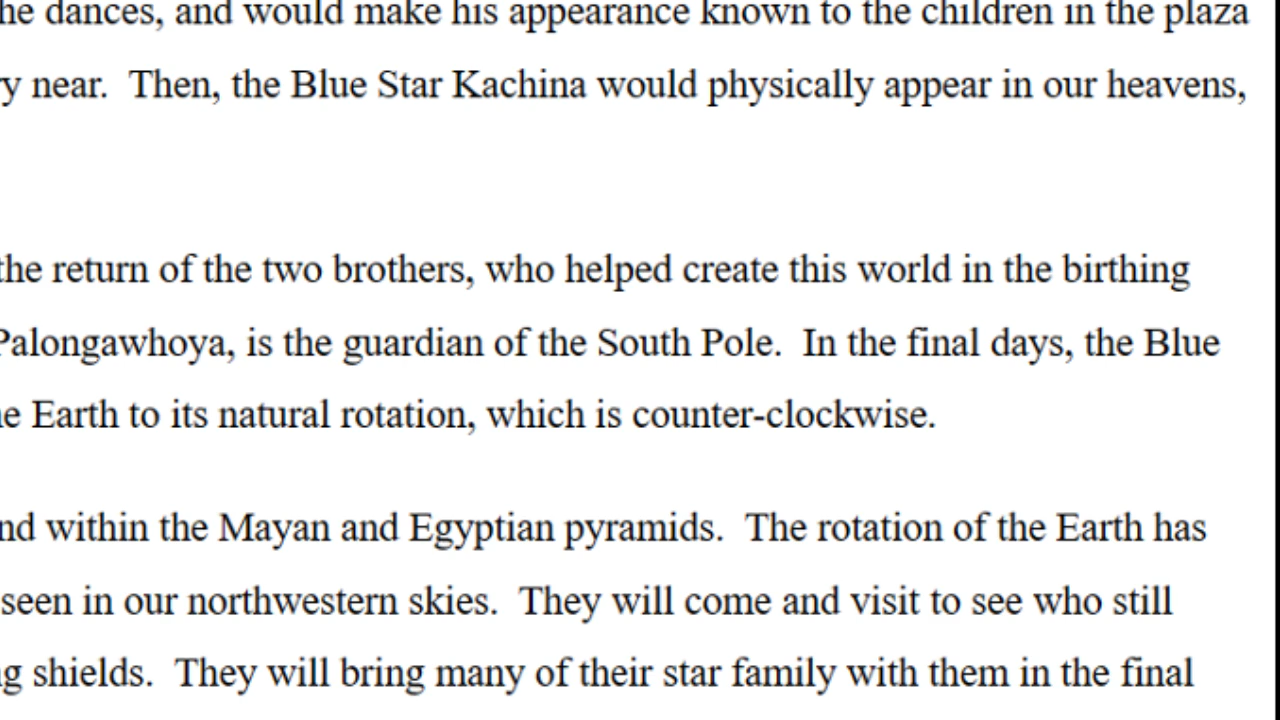 he dances, and would make his appearance known to the children in the plaza
y near.  Then, the Blue Star Kachina would physically appear in our heavens,
the return of the two brothers, who helped create this world in the birthing
Palongawhoya, is the guardian of the South Pole.  In the final days, the Blue
e Earth to its natural rotation, which is counter-clockwise.
nd within the Mayan and Egyptian pyramids.  The rotation of the Earth has
seen in our northwestern skies.  They will come and visit to see who still
g shields.  They will bring many of their star family with them in the final